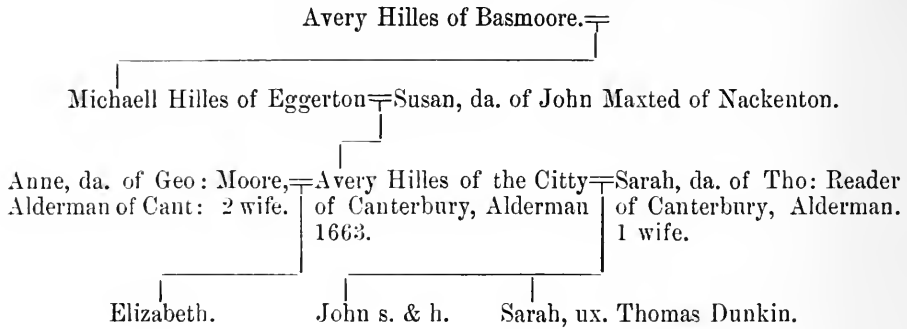 Avery Hilles of Basmoore.
Michaell Hilles of Eggerton Susan, da. of John Maxted of Nackenton.
Anne, da. of Geo: Moore,
Alderman of Cant: 2 wife.
Avery Hilles of the Citty
of Canterbury, Alderman
1663.
Sarah, da. of Tho: Reader
of Canterbury, Alderman.
1 wife.
Elizabeth.
John s. & h.
Sarah, ux. Thomas Dunkin.